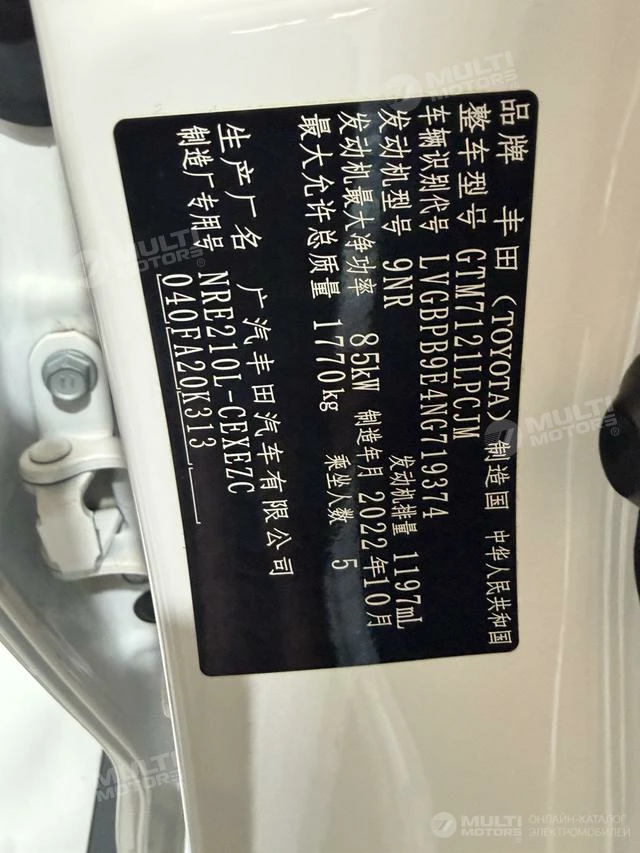 品牌 丰田 (TOYOTA) 制造国 中华人民共和国
整车型号 GTM7121LPCJM
车辆识别代号 LVGBPB9E4NG719374
发动机型号 9NR 发动机排量 1197mL
发动机最大净功率 85kW 制造年月 2022年10月
最大允许总质量 1770kg 乘坐人数 5
生产厂名 广汽丰田汽车有限公司
制造厂专用号 NRE210L-CEXEZC
040FA20K313
MULTI MOTORS®
MULTI MOTORS®
MULTI MOTORS®
MULTI MOTORS®
MULTI MOTORS®
MULTI MOTORS® ОНЛАЙН-КАТАЛОГ ЭЛЕКТРОМОБИЛЕЙ